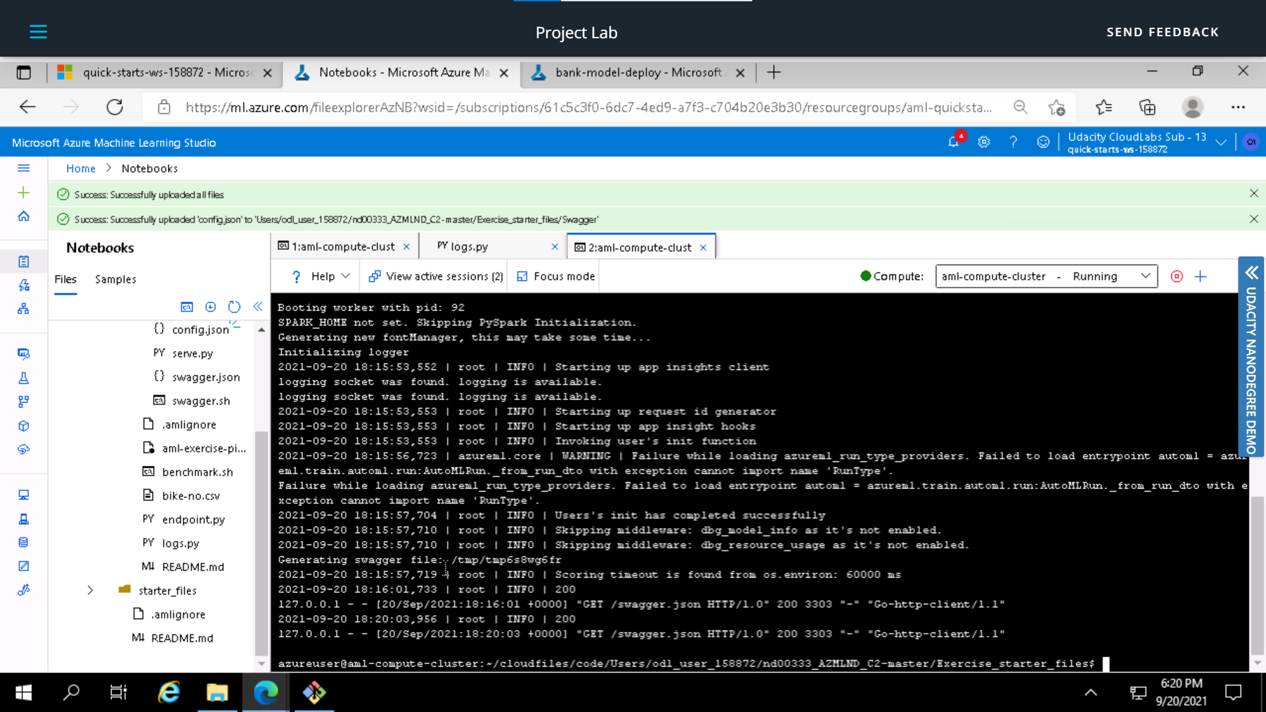 Project Lab
SEND FEEDBACK
quick-starts-ws-158872 - Micros
Notebooks - Microsoft Azure Ma
bank-model-deploy - Microsoft
https://ml.azure.com/fileexplorerAzNB?wsid=/subscriptions/61c5c3f0-6dc7-4ed9-a7f3-c704b20e3b30/resourcegroups/aml-quicksta...
Microsoft Azure Machine Learning Studio
4
Udacity CloudLabs Sub - 13
quick-starts-ws-158872
Home > Notebooks
Success: Successfully uploaded all files
Success: Successfully uploaded 'config.json' to 'Users/odl_user_158872/nd00333_AZMLND_C2-master/Exercise_starter_files/Swagger'
Notebooks
1:aml-compute-clust
logs.py
2:aml-compute-clust
Files
Samples
Help
View active sessions (2)
Focus mode
Compute:
aml-compute-cluster - Running
config.json
serve.py
swagger.json
swagger.sh
.amlignore
aml-exercise-pi...
benchmark.sh
bike-no.csv
endpoint.py
logs.py
README.md
starter_files
.amlignore
README.md
Booting worker with pid: 92
SPARK_HOME not set. Skipping PySpark Initialization.
Generating new fontManager, this may take some time...
Initializing logger
2021-09-20 18:15:53,552 | root | INFO | Starting up app insights client
logging socket was found. logging is available.
logging socket was found. logging is available.
2021-09-20 18:15:53,553 | root | INFO | Starting up request id generator
2021-09-20 18:15:53,553 | root | INFO | Starting up app insight hooks
2021-09-20 18:15:53,553 | root | INFO | Invoking user's init function
2021-09-20 18:15:56,723 | azureml.core | WARNING | Failure while loading azureml_run_type_providers. Failed to load entrypoint automl = azur
eml.train.automl.run:AutoMLRun._from_run_dto with exception cannot import name 'RunType'.
Failure while loading azureml_run_type_providers. Failed to load entrypoint automl = azureml.train.automl.run:AutoMLRun._from_run_dto with e
xception cannot import name 'RunType'.
2021-09-20 18:15:57,704 | root | INFO | Users's init has completed successfully
2021-09-20 18:15:57,710 | root | INFO | Skipping middleware: dbg_model_info as it's not enabled.
2021-09-20 18:15:57,710 | root | INFO | Skipping middleware: dbg_resource_usage as it's not enabled.
Generating swagger file: /tmp/tmp6s8wg6fr
2021-09-20 18:15:57,719 | root | INFO | Scoring timeout is found from os.environ: 60000 ms
2021-09-20 18:16:01,733 | root | INFO | 200
127.0.0.1 - - [20/Sep/2021:18:16:01 +0000] "GET /swagger.json HTTP/1.0" 200 3303 "-" "Go-http-client/1.1"
2021-09-20 18:20:03,956 | root | INFO | 200
127.0.0.1 - - [20/Sep/2021:18:20:03 +0000] "GET /swagger.json HTTP/1.0" 200 3303 "-" "Go-http-client/1.1"
azureuser@aml-compute-cluster:~/cloudfiles/code/Users/odl_user_158872/nd00333_AZMLND_C2-master/Exercise_starter_files$
UDACITY NANODEGREE DEMO
6:20 PM
9/20/2021